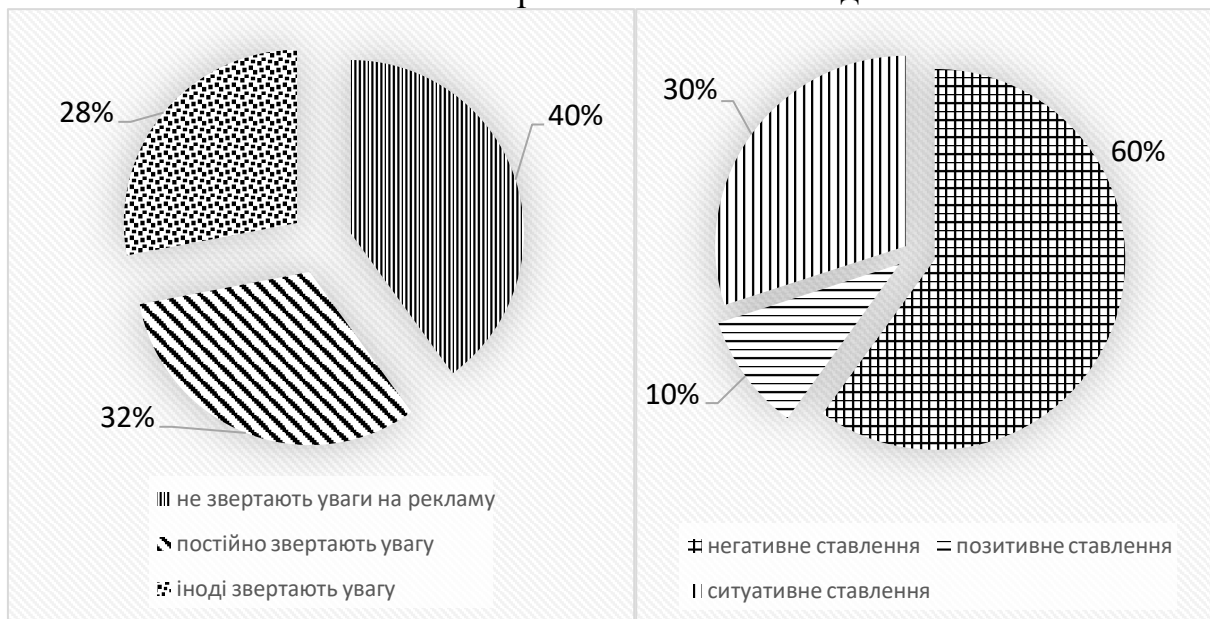 28%
40%
32%
не звертають уваги на рекламу
постійно звертають увагу
іноді звертають увагу
30%
60%
10%
негативне ставлення позитивне ставлення
ситуативне ставлення